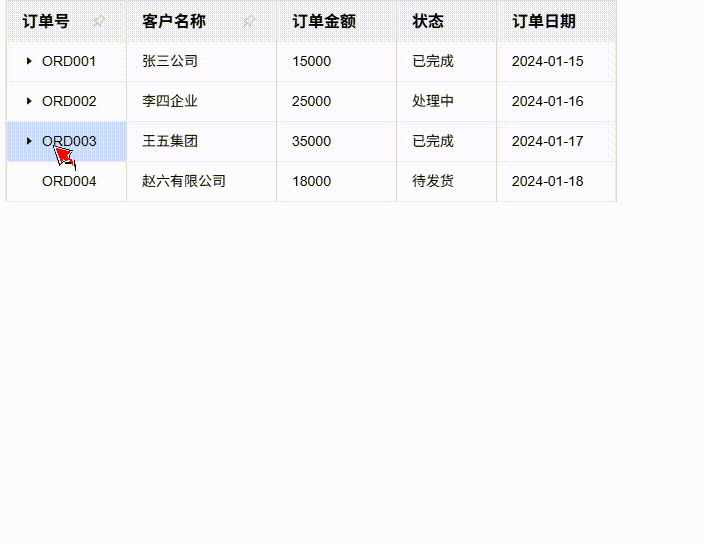 订单号 客户名称 订单金额 状态 订单日期
ORD001 张三公司 15000 已完成 2024-01-15
ORD002 李四企业 25000 处理中 2024-01-16
ORD003 王五集团 35000 已完成 2024-01-17
ORD004 赵六有限公司 18000 待发货 2024-01-18